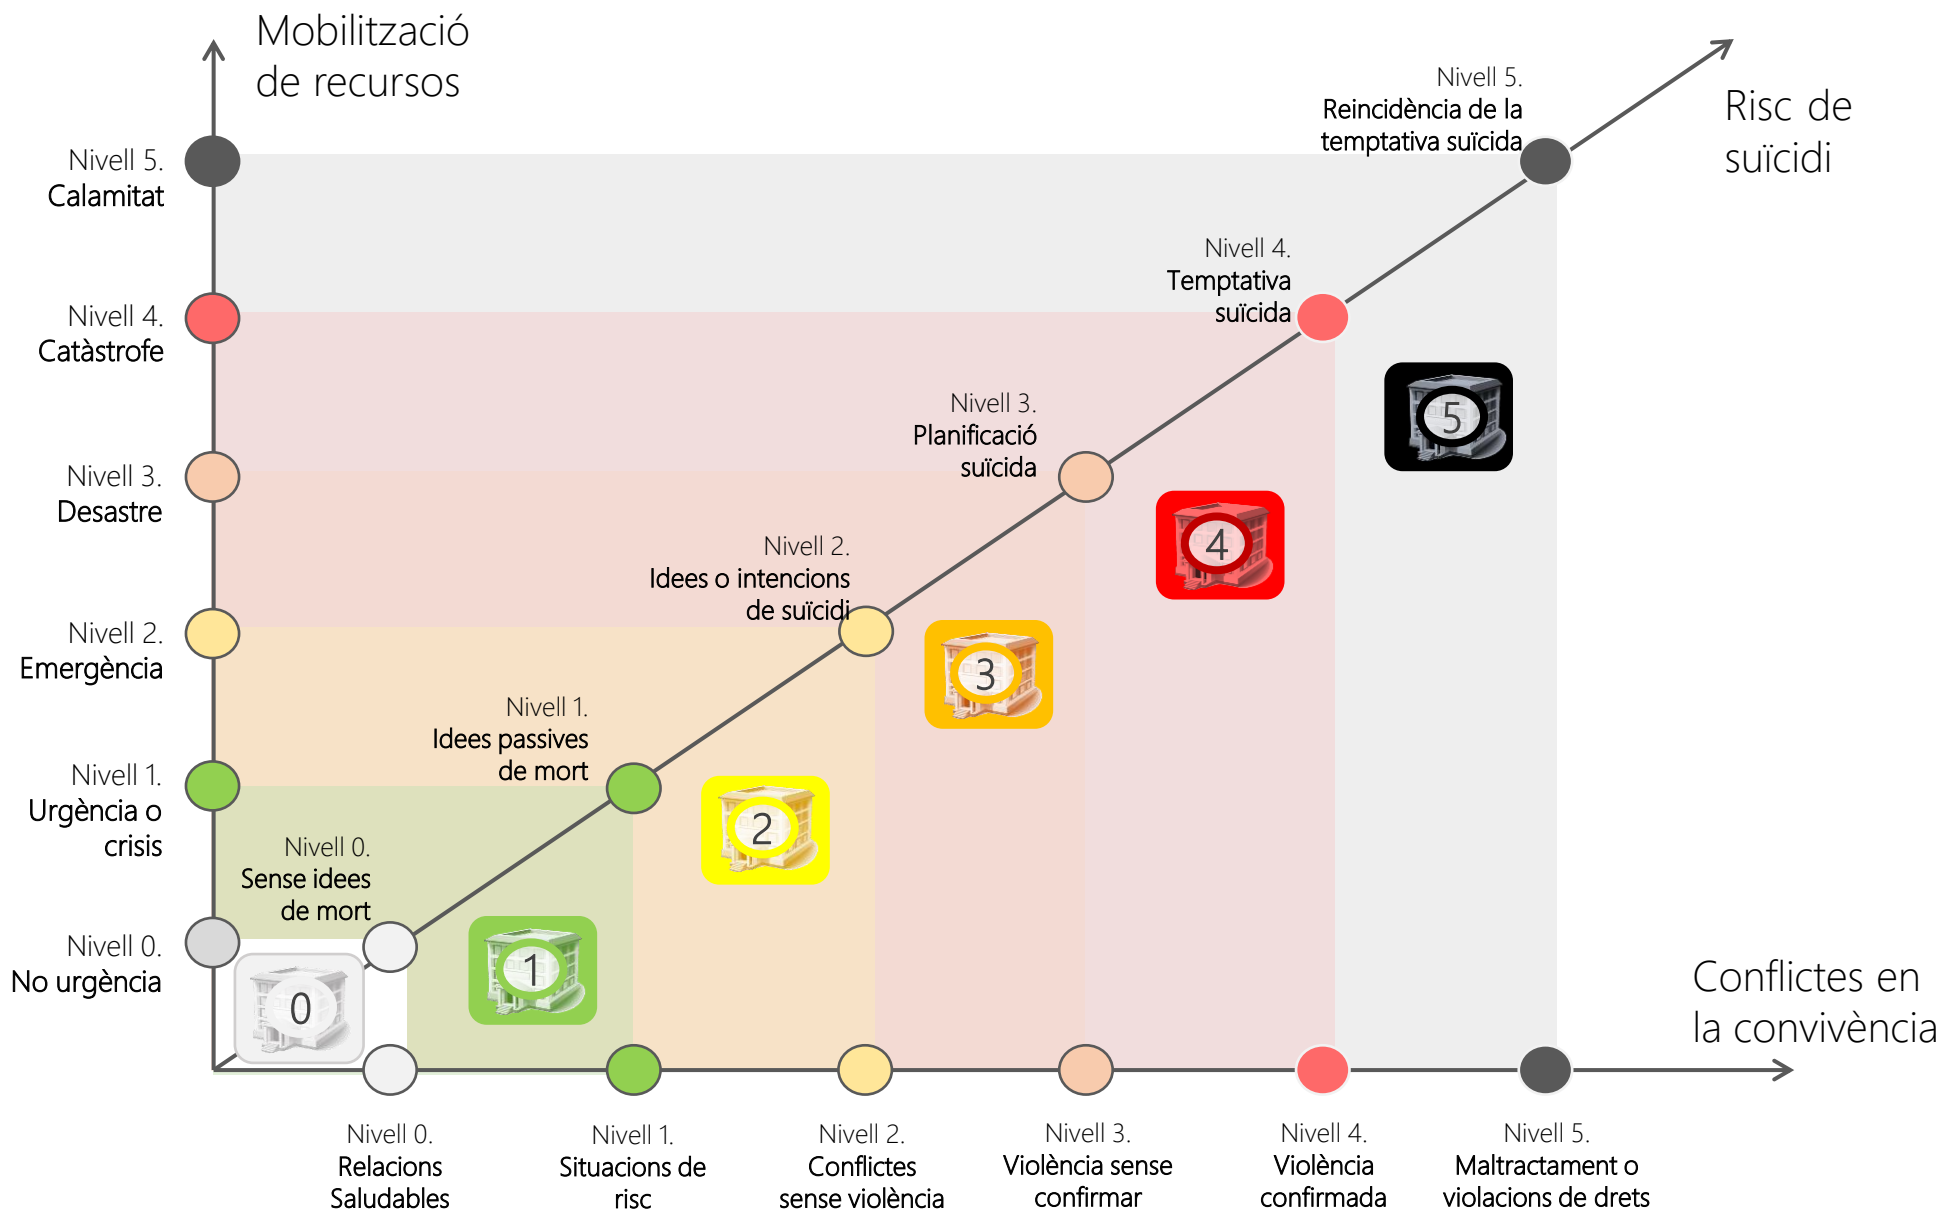 Mobilització
de recursos
Risc de
suïcidi
Conflictes en
la convivència
Nivell 5.
Calamitat
Nivell 4.
Catàstrofe
Nivell 3.
Desastre
Nivell 2.
Emergència
Nivell 1.
Urgència o
crisis
Nivell 0.
No urgència
Nivell 5.
Reincidència de la
temptativa suïcida
Nivell 4.
Temptativa
suïcida
Nivell 3.
Planificació
suïcida
Nivell 2.
Idees o intencions
de suïcidi
Nivell 1.
Idees passives
de mort
Nivell 0.
Sense idees
de mort
5
4
3
2
1
0
Nivell 0.
Relacions
Saludables
Nivell 1.
Situacions de
risc
Nivell 2.
Conflictes
sense violència
Nivell 3.
Violència sense
confirmar
Nivell 4.
Violència
confirmada
Nivell 5.
Maltractament o
violacions de drets